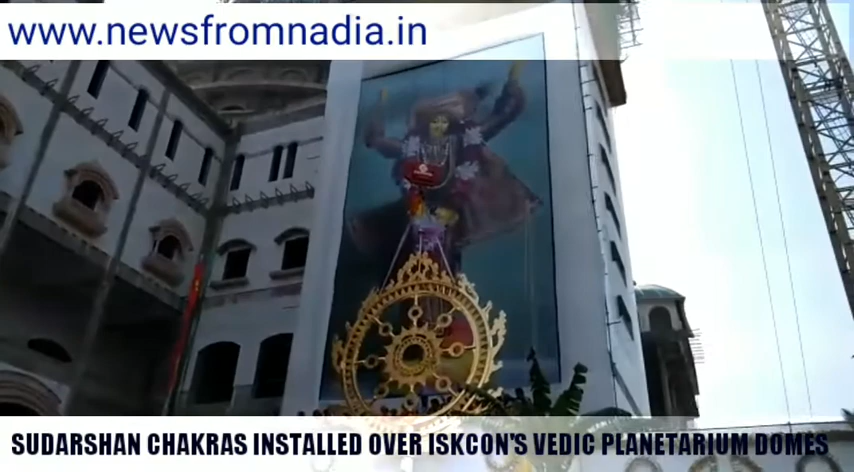 www.newsfromnadia.in
SUDARSHAN CHAKRAS INSTALLED OVER ISKCON'S VEDIC PLANETARIUM DOMES